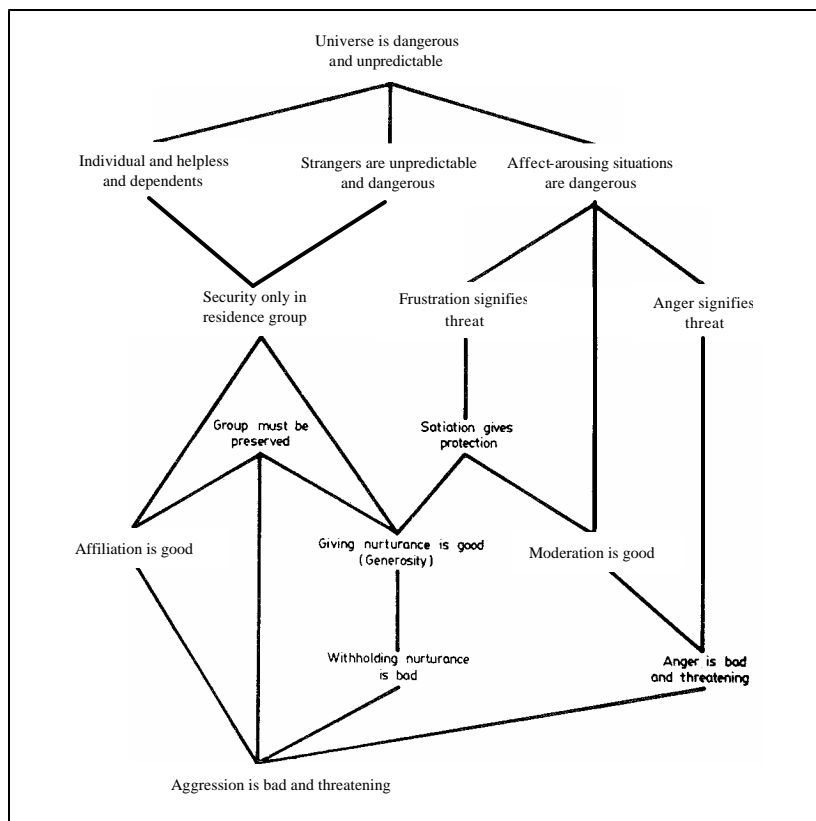 Universe is dangerous
and unpredictable
Individual and helpless
and dependents
Strangers are unpredictable
and dangerous
Affect-arousing situations
are dangerous
Security only in
residence group
Frustration signifies
threat
Anger signifies
threat
Group must be
preserved
Satiation gives
protection
Affiliation is good
Giving nurturance is good
(Generosity)
Moderation is good
Withholding nurturance
is bad
Anger is bad
and threatening
Aggression is bad and threatening